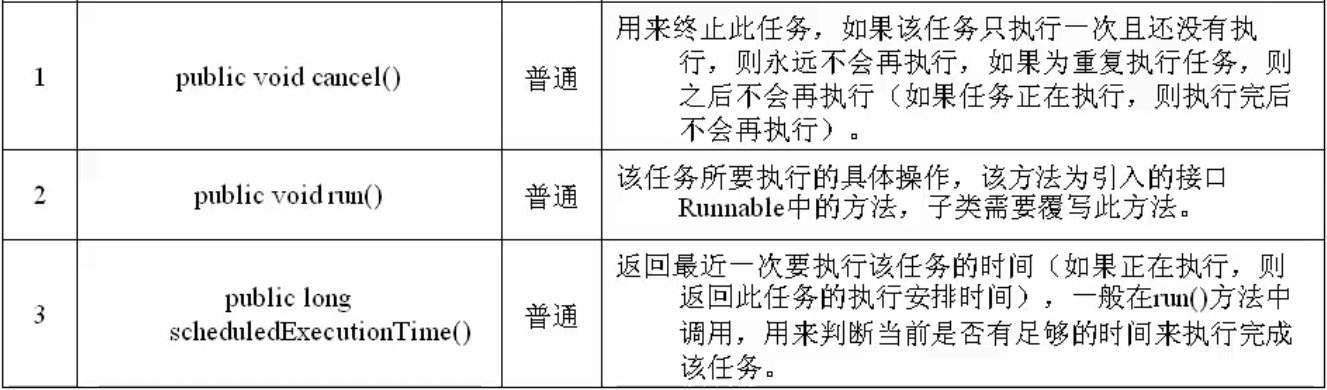 1
public void cancel()
普通
用来终止此任务，如果该任务只执行一次且还没有执
行，则永远不会再执行，如果为重复执行任务，则
之后不会再执行（如果任务正在执行，则执行完后
不会再执行）。
2
public void run()
普通
该任务所要执行的具体操作，该方法为引入的接口
Runnable中的方法，子类需要覆写此方法。
3
public long
scheduledExecutionTime()
普通
返回最近一次要执行该任务的时间（如果正在执行，则
返回此任务的执行安排时间），一般在run()方法中
调用，用来判断当前是否有足够的时间来执行完成
该任务。